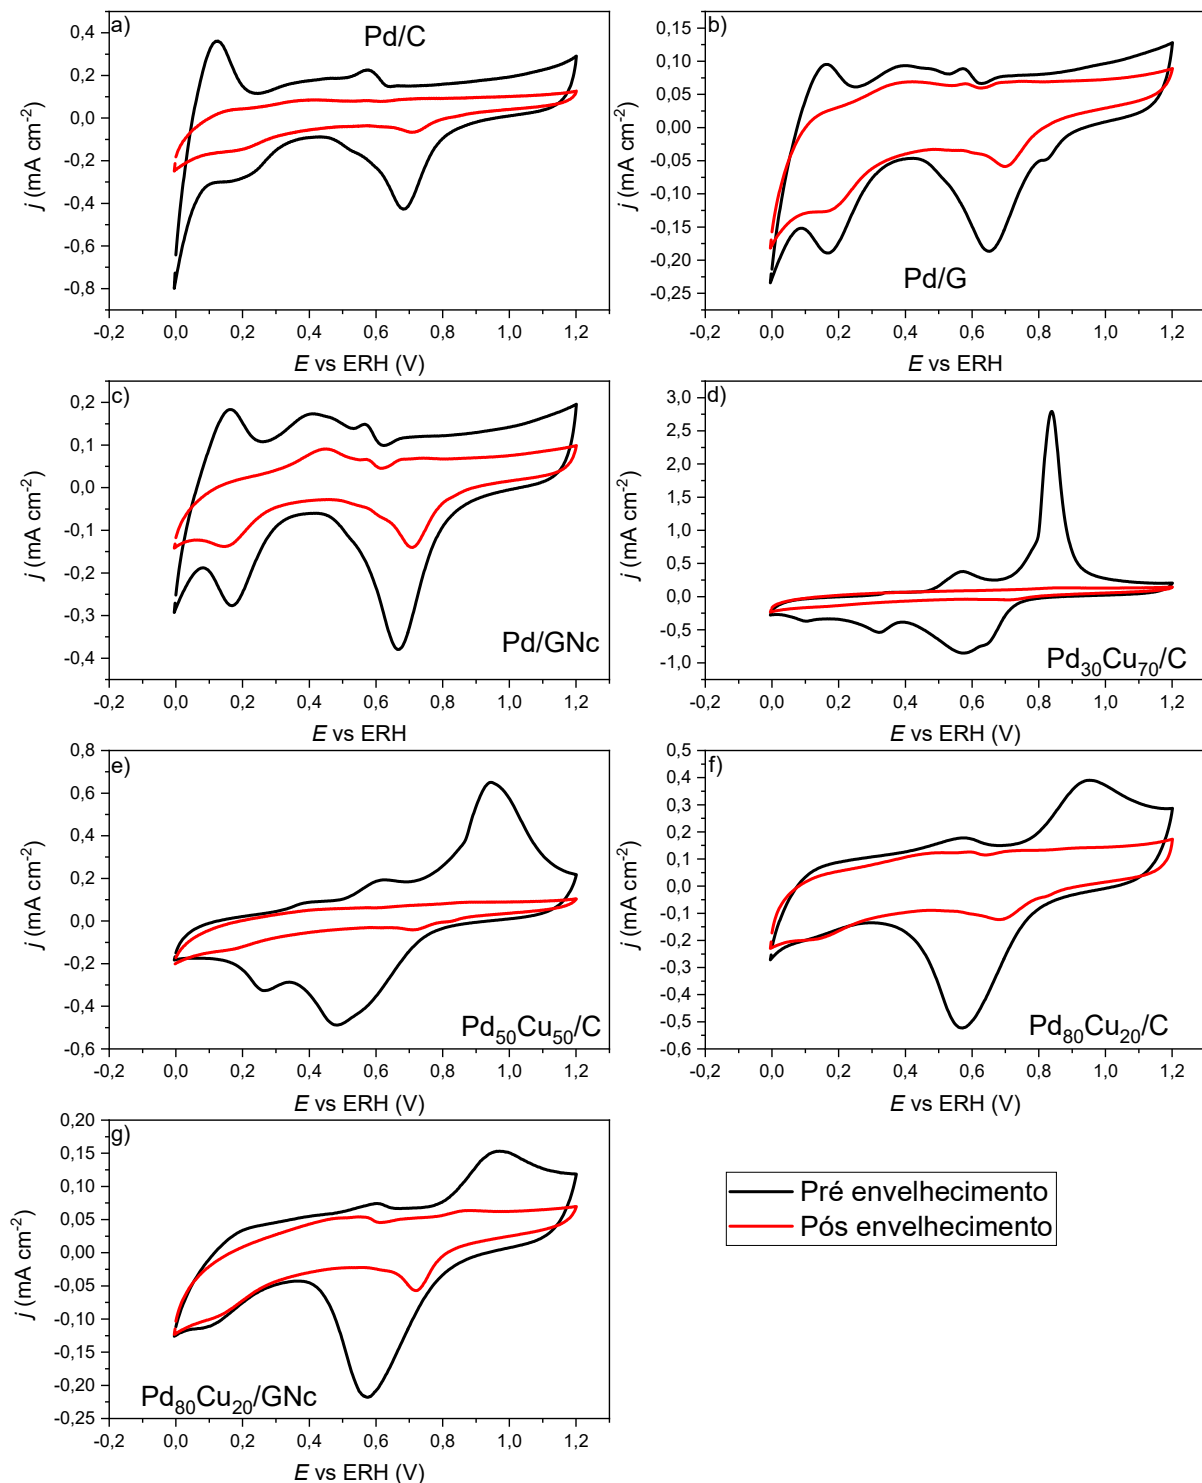 a)
Pd/C
0,4
0,2
0,0
-0,2
-0,4
-0,6
-0,8
j (mA cm-2)
-0,2 0,0 0,2 0,4 0,6 0,8 1,0 1,2
E vs ERH (V)
b)
Pd/G
0,15
0,10
0,05
0,00
-0,05
-0,10
-0,15
-0,20
-0,25
j (mA cm-2)
-0,2 0,0 0,2 0,4 0,6 0,8 1,0 1,2
E vs ERH
c)
Pd/GNc
0,2
0,1
0,0
-0,1
-0,2
-0,3
-0,4
j (mA cm-2)
-0,2 0,0 0,2 0,4 0,6 0,8 1,0 1,2
E vs ERH
d)
Pd30Cu70/C
3,0
2,5
2,0
1,5
1,0
0,5
0,0
-0,5
-1,0
j (mA cm-2)
-0,2 0,0 0,2 0,4 0,6 0,8 1,0 1,2
E vs ERH (V)
e)
Pd50Cu50/C
0,8
0,6
0,4
0,2
0,0
-0,2
-0,4
-0,6
j (mA cm-2)
-0,2 0,0 0,2 0,4 0,6 0,8 1,0 1,2
E vs ERH (V)
f)
Pd80Cu20/C
0,5
0,4
0,3
0,2
0,1
0,0
-0,1
-0,2
-0,3
-0,4
-0,5
-0,6
j (mA cm-2)
-0,2 0,0 0,2 0,4 0,6 0,8 1,0 1,2
E vs ERH (V)
g)
Pd80Cu20/GNc
0,20
0,15
0,10
0,05
0,00
-0,05
-0,10
-0,15
-0,20
-0,25
j (mA cm-2)
-0,2 0,0 0,2 0,4 0,6 0,8 1,0 1,2
E vs ERH (V)
Pré envelhecimento
Pós envelhecimento